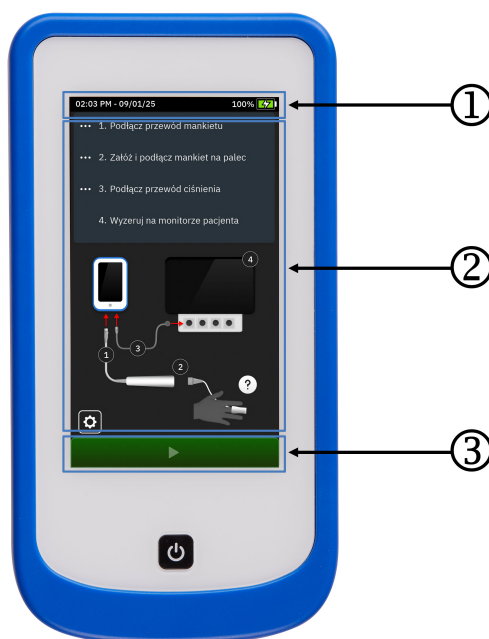 02:03 PM - 09/01/25 100%
1
••• 1. Podłącz przewód mankietu
••• 2. Załóż i podłącz mankiet na palec
••• 3. Podłącz przewód ciśnienia
4. Wyzeruj na monitorze pacjenta
2
4
1
3
2
?
3